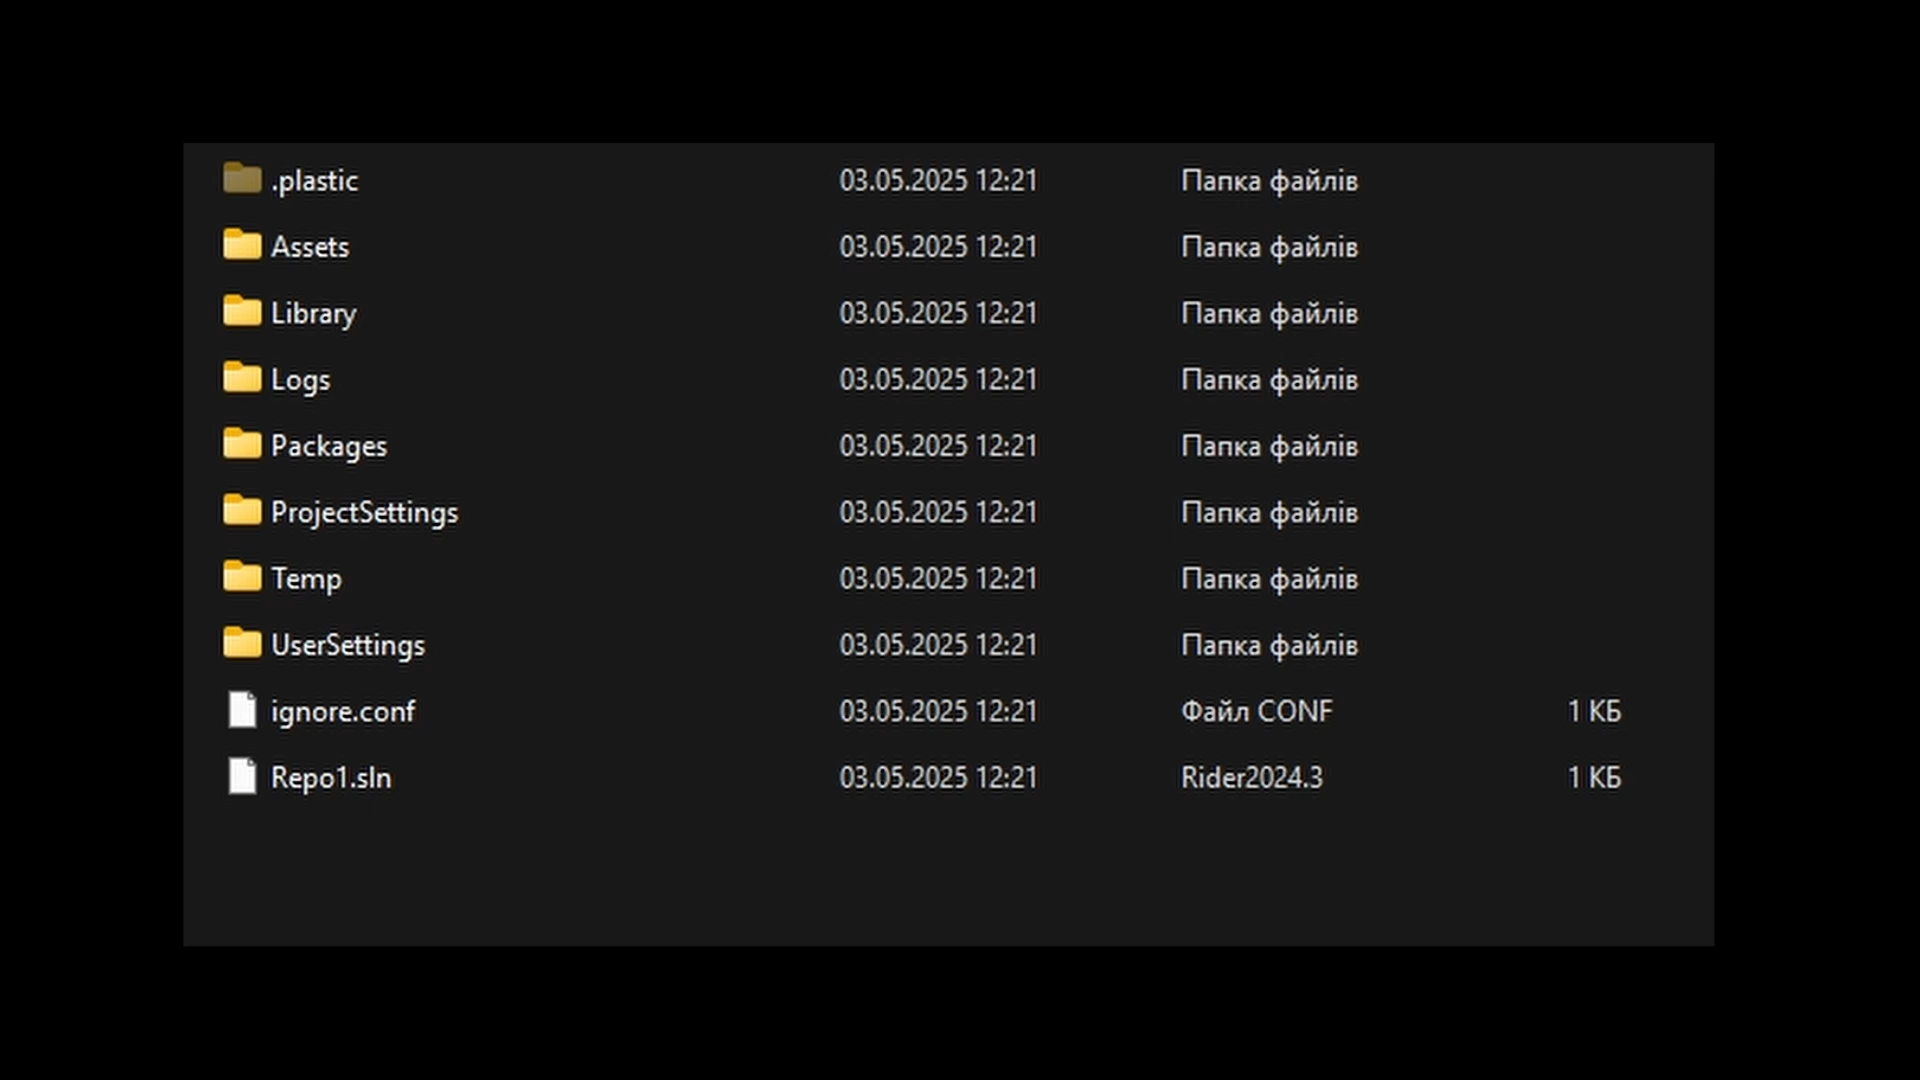 .plastic 03.05.2025 12:21 Папка файлів
Assets 03.05.2025 12:21 Папка файлів
Library 03.05.2025 12:21 Папка файлів
Logs 03.05.2025 12:21 Папка файлів
Packages 03.05.2025 12:21 Папка файлів
ProjectSettings 03.05.2025 12:21 Папка файлів
Temp 03.05.2025 12:21 Папка файлів
UserSettings 03.05.2025 12:21 Папка файлів
ignore.conf 03.05.2025 12:21 Файл CONF 1 КБ
Repo1.sln 03.05.2025 12:21 Rider2024.3 1 КБ